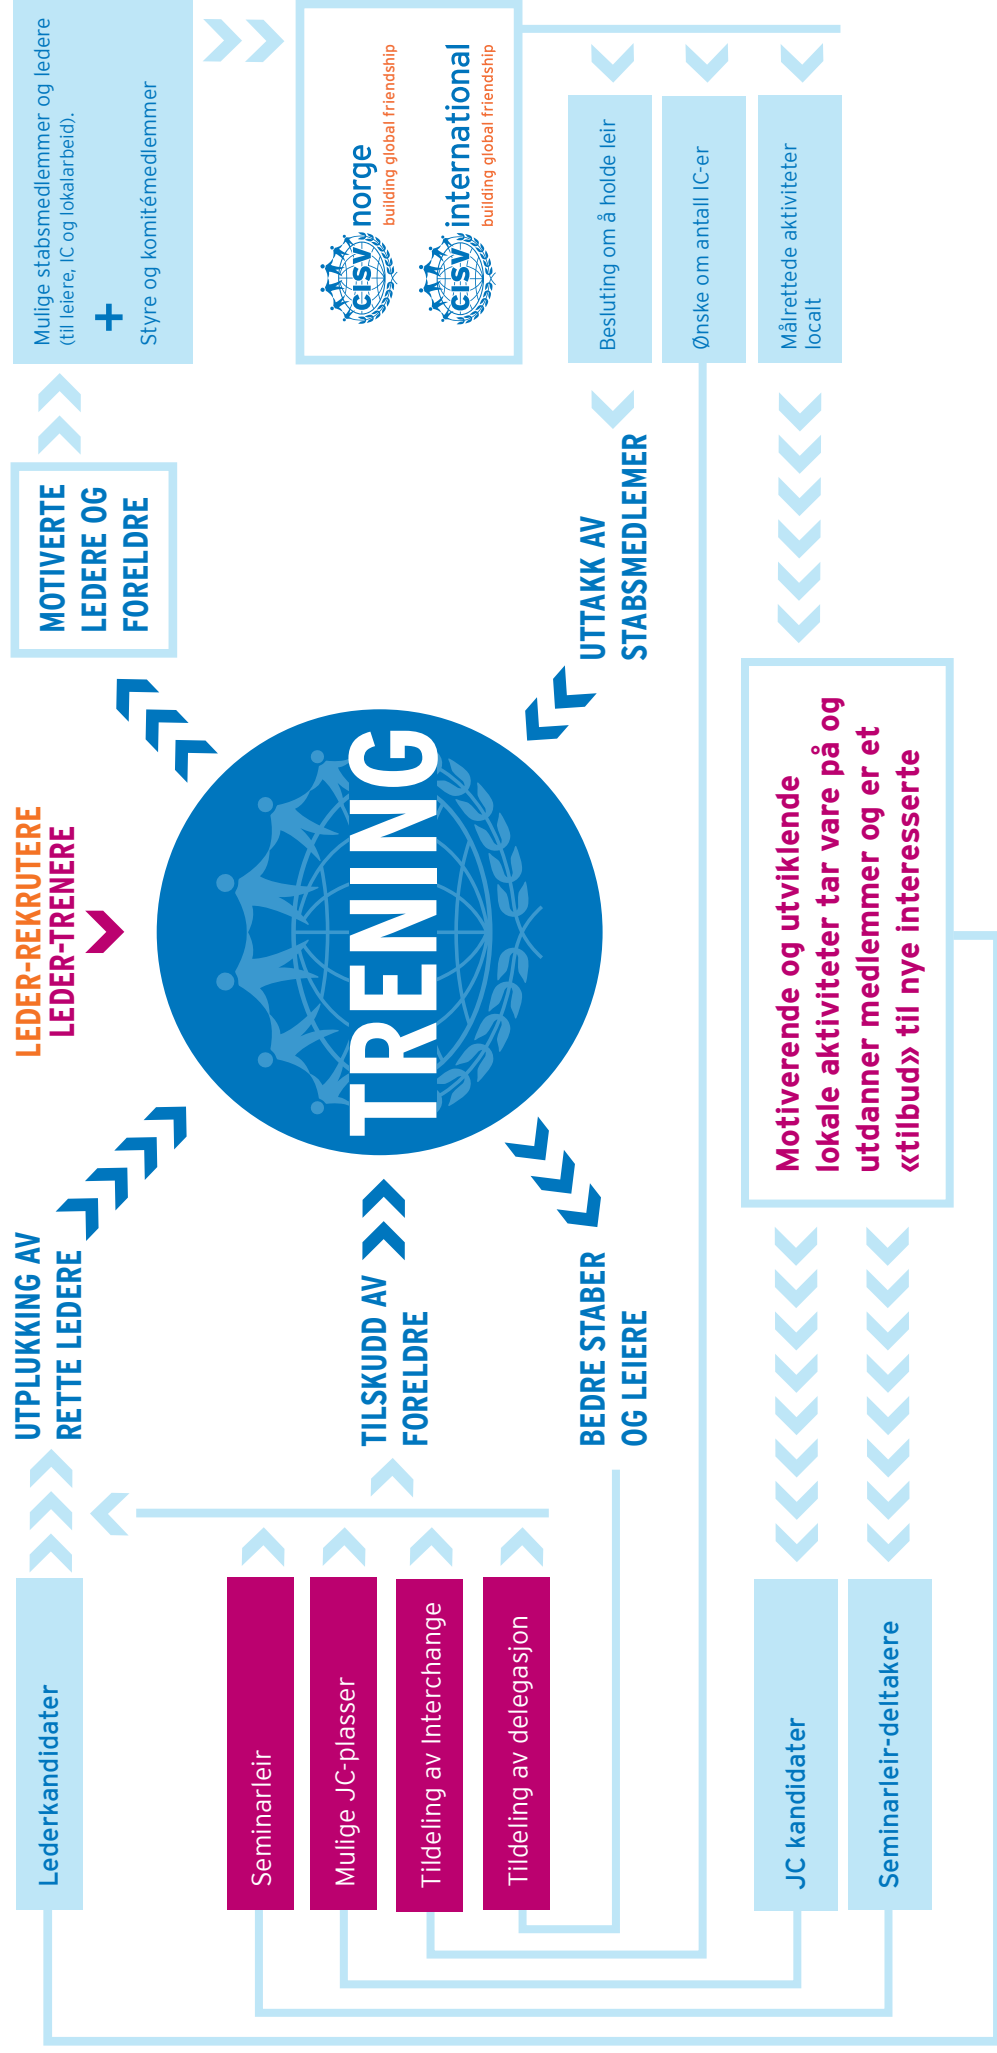 Lederkandidater
UTPLUKKING AV
RETTE LEDERE
LEDER-REKRUTERE
LEDER-TRENERE
MOTIVERTE
LEDERE OG
FORELDRE
Mulige stabsmedlemmer og ledere
(til leiere, IC og lokalarbeid).
+
Styre og komitémedlemmer
Seminarleir
Mulige JC-plasser
Tildeling av Interchange
Tildeling av delegasjon
TILSKUDD AV
FORELDRE
TRENING
cisv norge
building global friendship
cisv international
building global friendship
BEDRE STABER
OG LEIERE
UTTAKK AV
STABSMEDLEMER
Besluting om å holde leir
Ønske om antall IC-er
Målrettede aktiviteter
localt
JC kandidater
Seminarleir-deltakere
Motiverende og utviklende
lokale aktiviteter tar vare på og
utdanner medlemmer og er et
«tilbud» til nye interesserte